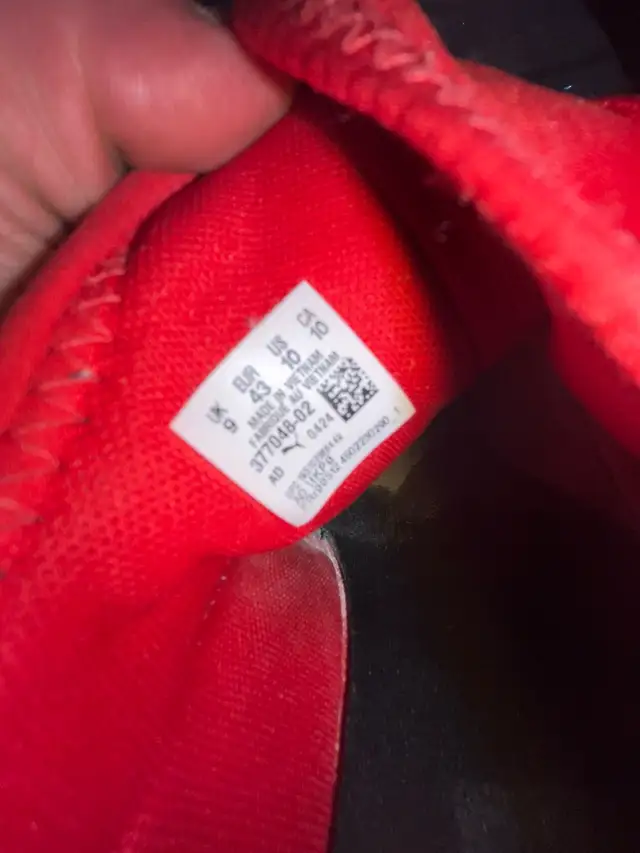 UK EUR US CA
9 43 10 10
MADE IN VIETNAM
FABRIQUÉ AU VIETNAM
377048-02
AD 0424